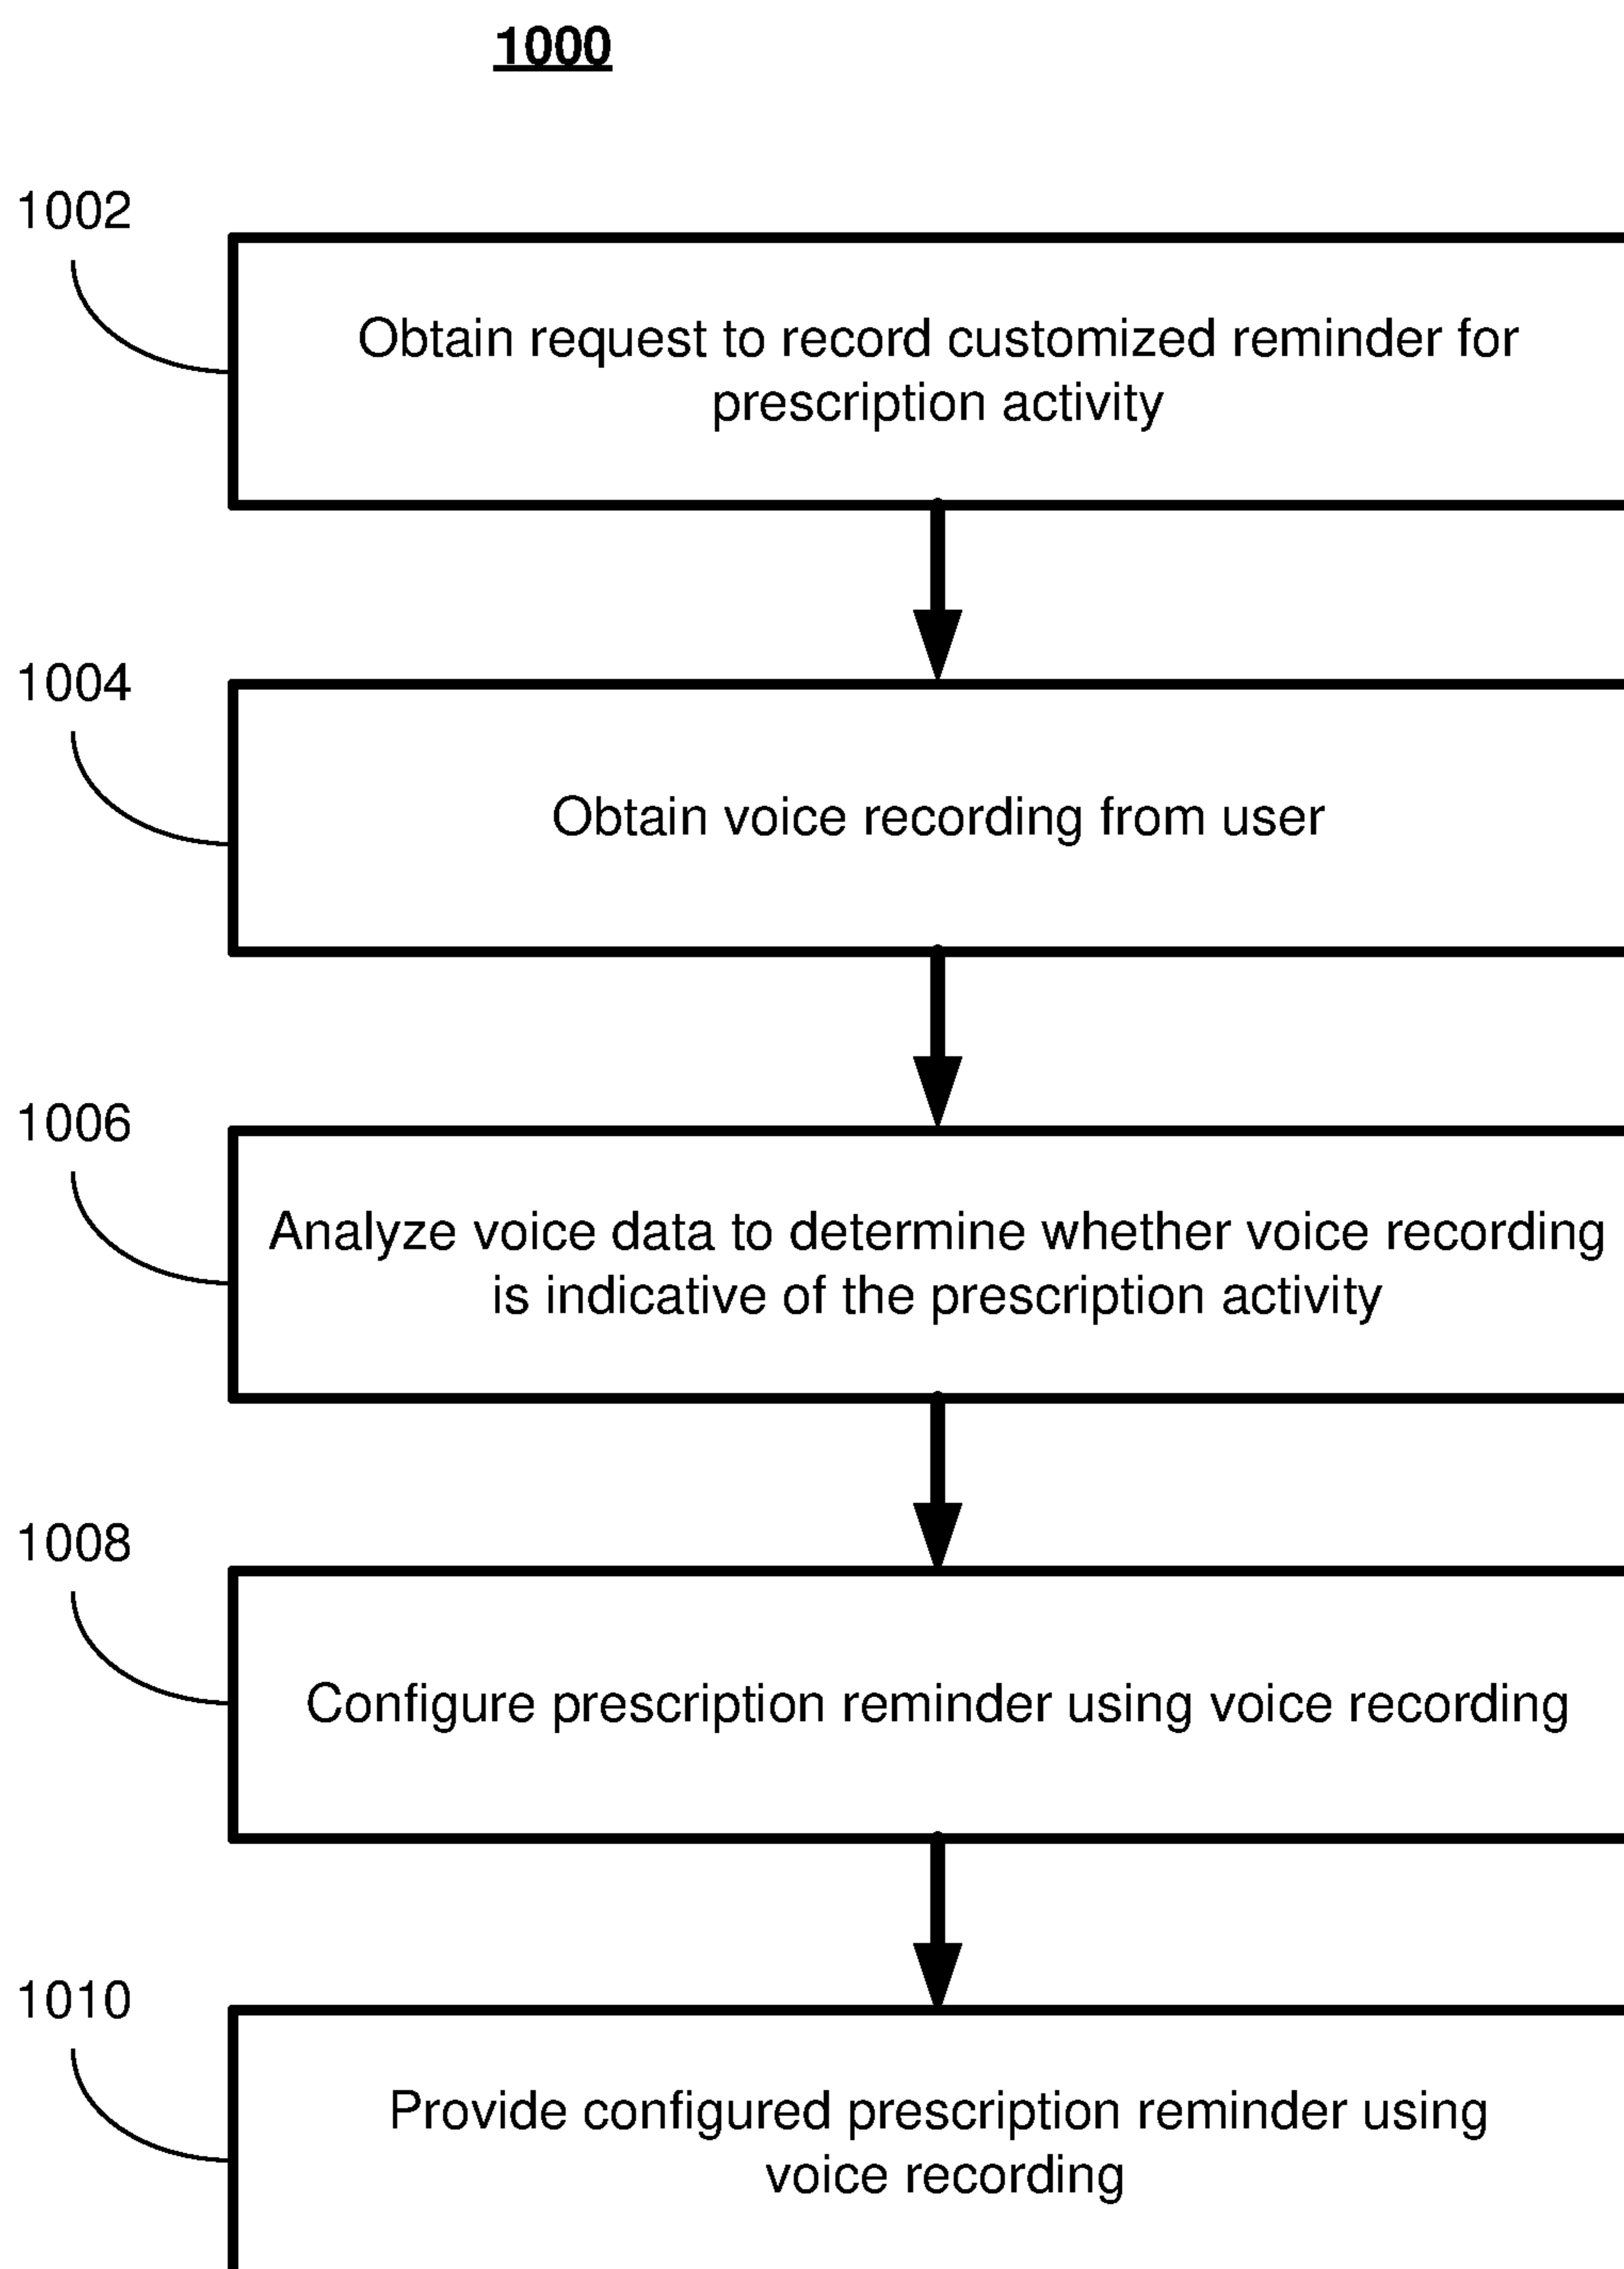 1000
1002
Obtain request to record customized reminder for
prescription activity
1004
Obtain voice recording from user
1006
Analyze voice data to determine whether voice recording
is indicative of the prescription activity
1008
Configure prescription reminder using voice recording
1010
Provide configured prescription reminder using
voice recording